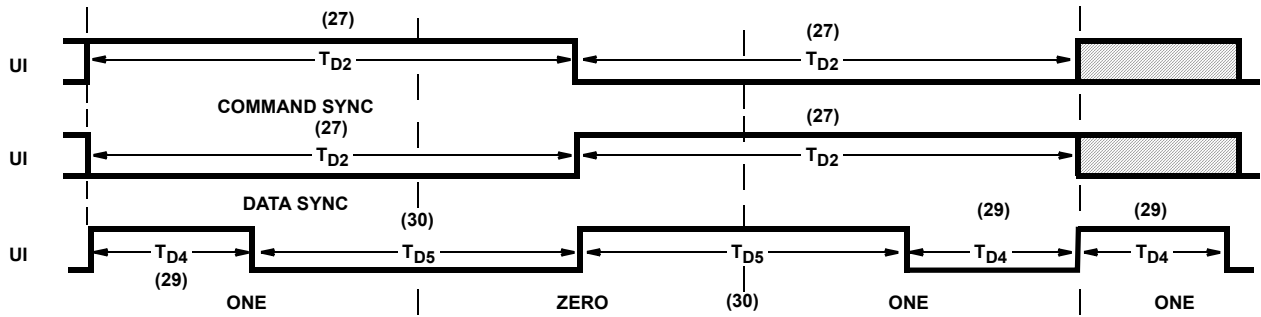 (27) (27)
UI TD2 TD2
COMMAND SYNC
(27) (27)
UI TD2 TD2
DATA SYNC
(30) (29) (29)
UI TD4 TD5 TD5 TD4 TD4
(29)
ONE ZERO (30) ONE ONE